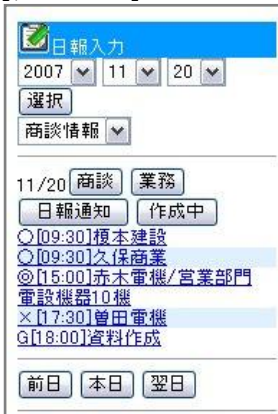 日報入力
2007 11 20
選択
商談情報
11/20 商談 業務
日報通知 作成中
○[09:30]榎本建設
○[09:30]久保商業
◎[15:00]赤木電機/営業部門
電設機器10機
×[17:30]曽田電機
G[18:00]資料作成
前日 本日 翌日